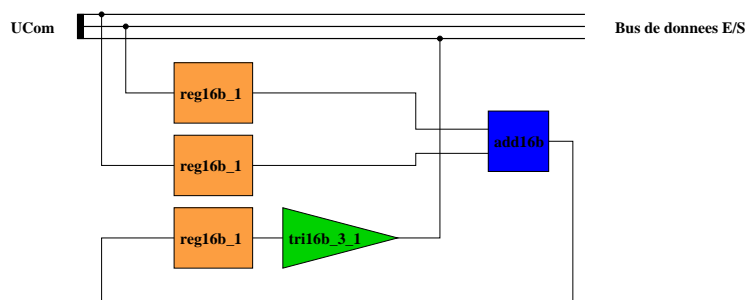 UCom
Bus de donnees E/S
reg16b_1
reg16b_1
add16b
reg16b_1
tri16b_3_1